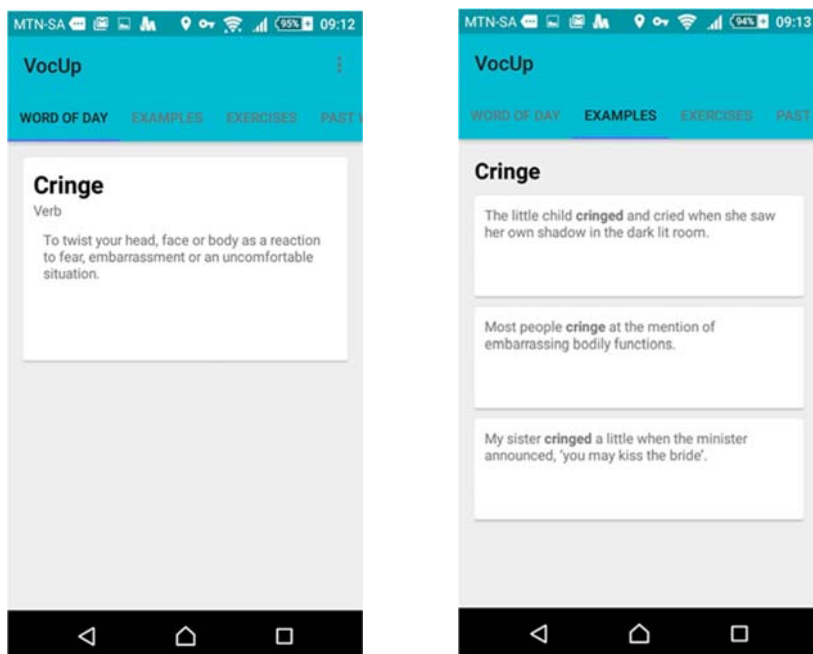 MTN-SA 95% 09:12
VocUp
WORD OF DAY EXAMPLES EXERCISES PAST
Cringe
Verb
To twist your head, face or body as a reaction
to fear, embarrassment or an uncomfortable
situation.
MTN-SA 94% 09:13
VocUp
WORD OF DAY EXAMPLES EXERCISES PAST
Cringe
The little child cringed and cried when she saw
her own shadow in the dark lit room.
Most people cringe at the mention of
embarrassing bodily functions.
My sister cringed a little when the minister
announced, 'you may kiss the bride'.